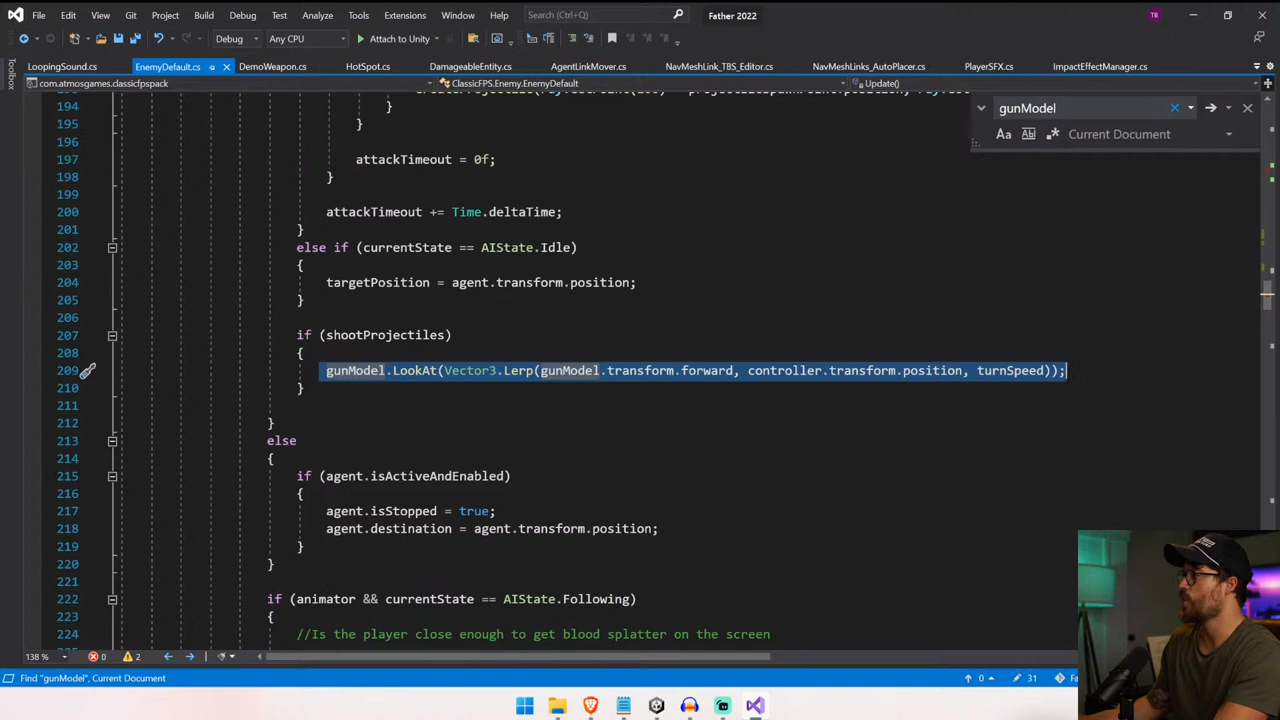 File Edit View Git Project Build Debug Test Analyze Tools Extensions Window Help Search (Ctrl+Q) Father 2022 TB
Debug Any CPU Attach to Unity
LoopingSound.cs EnemyDefault.cs DemoWeapon.cs HotSpot.cs DamageableEntity.cs AgentLinkMover.cs NavMeshLink_TBS_Editor.cs NavMeshLinks_AutoPlacer.cs PlayerSFX.cs ImpactEffectManager.cs
Toolbox
com.atmosgames.classicfpspack ClassicFPS.Enemy.EnemyDefault Update()
gunModel
Aa Current Document
194 }
195 }
196
197 attackTimeout = 0f;
198 }
199
200 attackTimeout += Time.deltaTime;
201 }
202 else if (currentState == AIState.Idle)
203 {
204 targetPosition = agent.transform.position;
205 }
206
207 if (shootProjectiles)
208 {
209 gunModel.LookAt(Vector3.Lerp(gunModel.transform.forward, controller.transform.position, turnSpeed));
210 }
211
212 }
213 else
214 {
215 if (agent.isActiveAndEnabled)
216 {
217 agent.isStopped = true;
218 agent.destination = agent.transform.position;
219 }
220 }
221
222 if (animator && currentState == AIState.Following)
223 {
224 //Is the player close enough to get blood splatter on the screen
138 % 0 2
Find "gunModel", Current Document 0 31